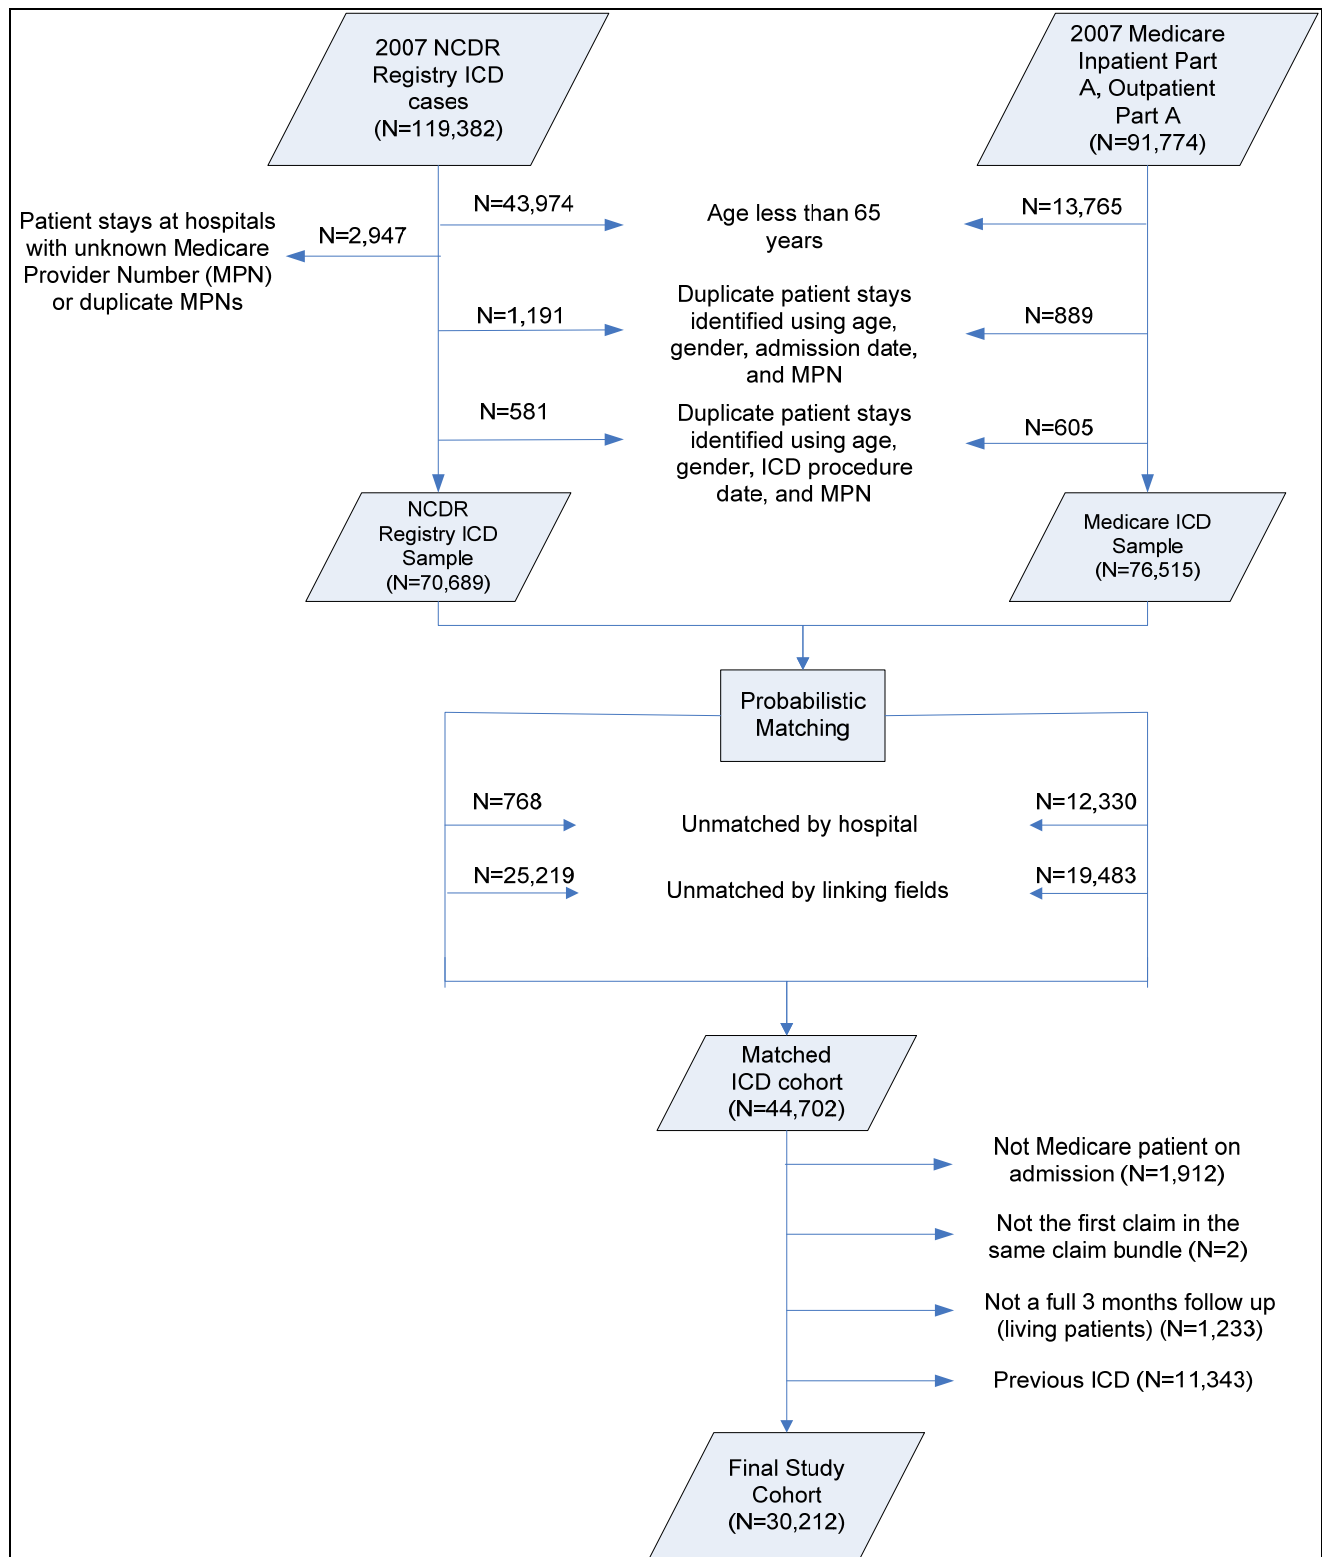 2007 NCDR
Registry ICD
cases
(N=119,382)
2007 Medicare
Inpatient Part
A, Outpatient
Part A
(N=91,774)
Patient stays at hospitals
with unknown Medicare
Provider Number (MPN)
or duplicate MPNs
N=2,947
N=43,974
Age less than 65
years
N=13,765
N=1,191
Duplicate patient stays
identified using age,
gender, admission date,
and MPN
N=889
N=581
Duplicate patient stays
identified using age,
gender, ICD procedure
date, and MPN
N=605
NCDR
Registry ICD
Sample
(N=70,689)
Medicare ICD
Sample
(N=76,515)
Probabilistic
Matching
N=768
Unmatched by hospital
N=12,330
N=25,219
Unmatched by linking fields
N=19,483
Matched
ICD cohort
(N=44,702)
Not Medicare patient on
admission (N=1,912)
Not the first claim in the
same claim bundle (N=2)
Not a full 3 months follow up
(living patients) (N=1,233)
Previous ICD (N=11,343)
Final Study
Cohort
(N=30,212)